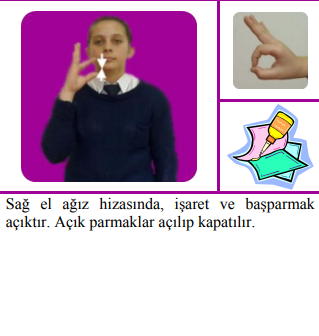 Sağ el ağız hizasında, işaret ve başparmak
açıktır. Açık parmaklar açılıp kapatılır.